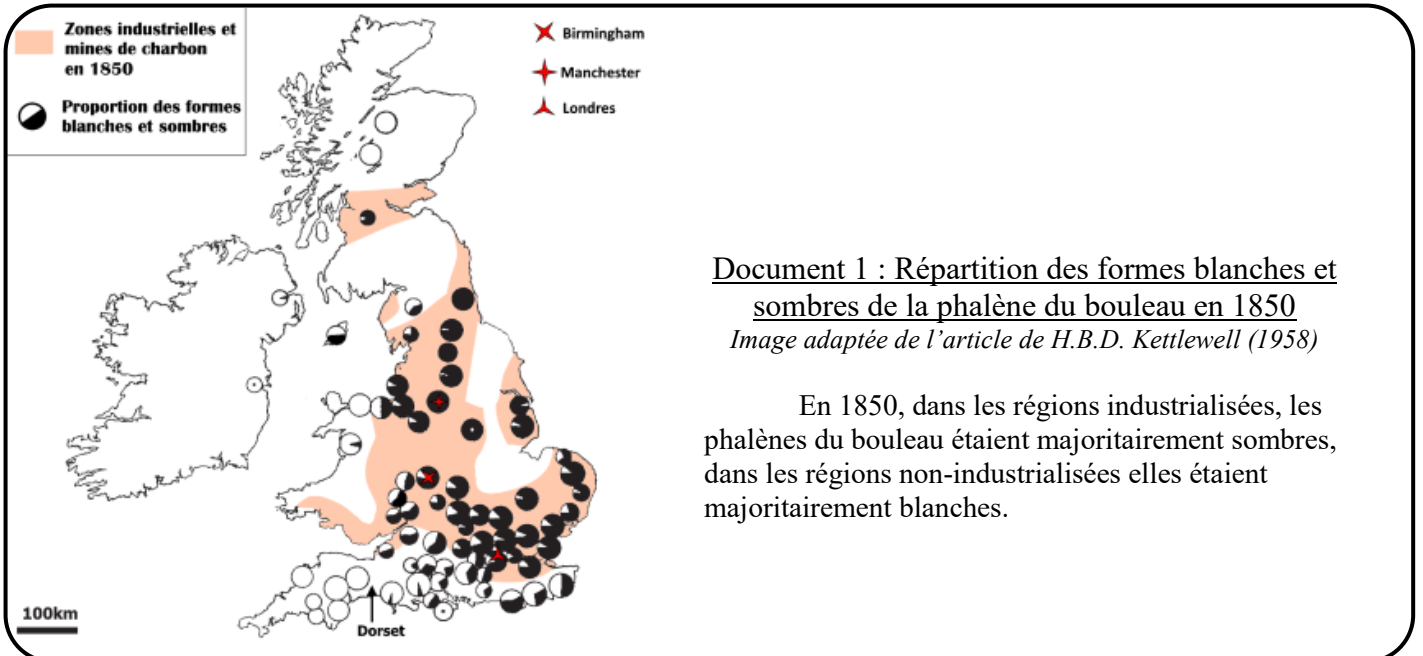 Zones industrielles et
mines de charbon
en 1850
Proportion des formes
blanches et sombres
Birmingham
Manchester
Londres
Dorset
100km
Document 1 : Répartition des formes blanches et
sombres de la phalène du bouleau en 1850
Image adaptée de l'article de H.B.D. Kettlewell (1958)
En 1850, dans les régions industrialisées, les
phalènes du bouleau étaient majoritairement sombres,
dans les régions non-industrialisées elles étaient
majoritairement blanches.